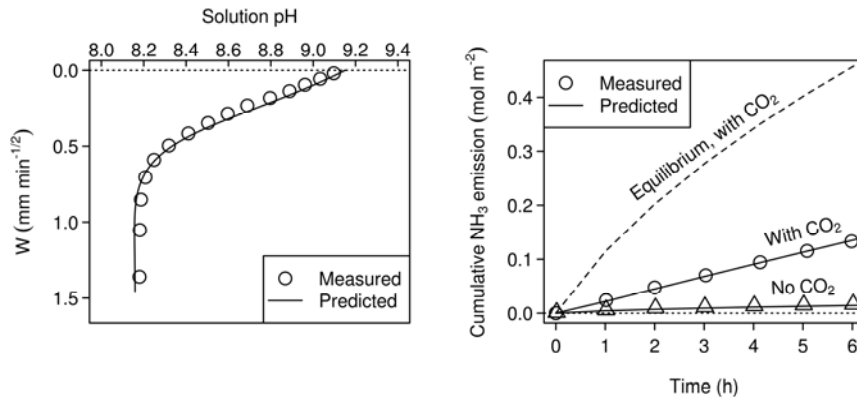 Solution pH
8.0 8.2 8.4 8.6 8.8 9.0 9.2 9.4
0.0
0.5
1.0
1.5
W (mm min-1/2)
Measured
Predicted
Measured
Predicted
Equilibrium, with CO2
With CO2
No CO2
0.4
0.3
0.2
0.1
0.0
Cumulative NH3 emission (mol m-2)
0 1 2 3 4 5 6
Time (h)